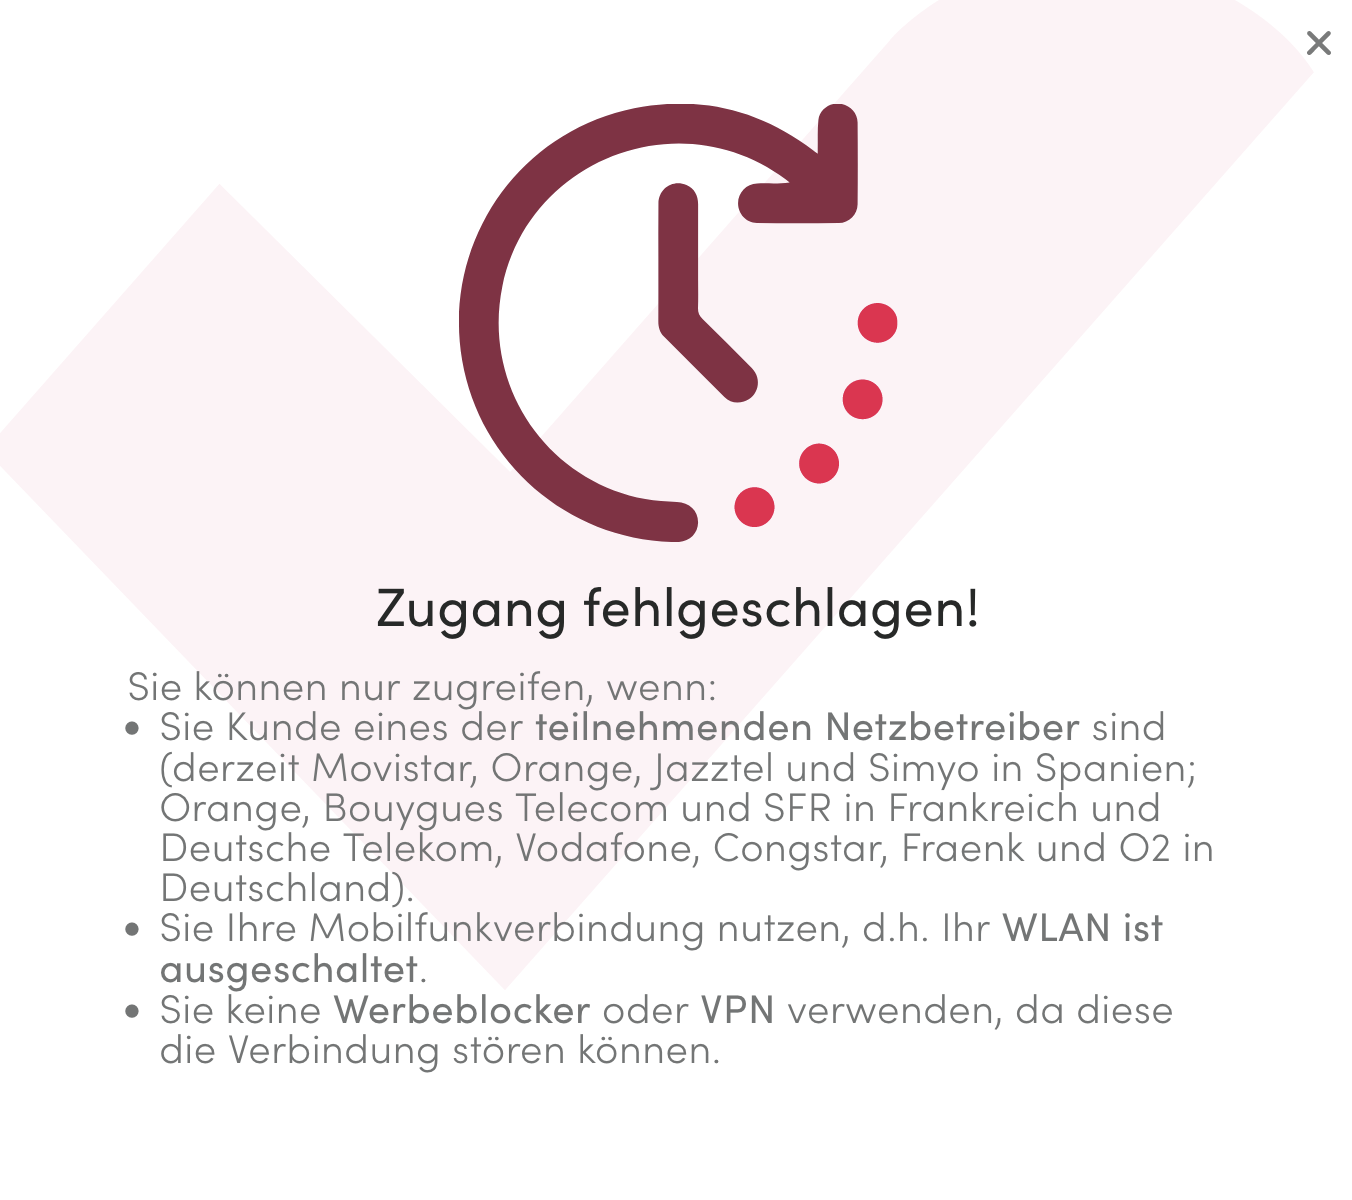 Zugang fehlgeschlagen!
Sie können nur zugreifen, wenn:
• Sie Kunde eines der teilnehmenden Netzbetreiber sind
(derzeit Movistar, Orange, Jazztel und Simyo in Spanien;
Orange, Bouygues Telecom und SFR in Frankreich und
Deutsche Telekom, Vodafone, Congstar, Fraenk und O2 in
Deutschland).
• Sie Ihre Mobilfunkverbindung nutzen, d.h. Ihr WLAN ist
ausgeschaltet.
• Sie keine Werbeblocker oder VPN verwenden, da diese
die Verbindung stören können.